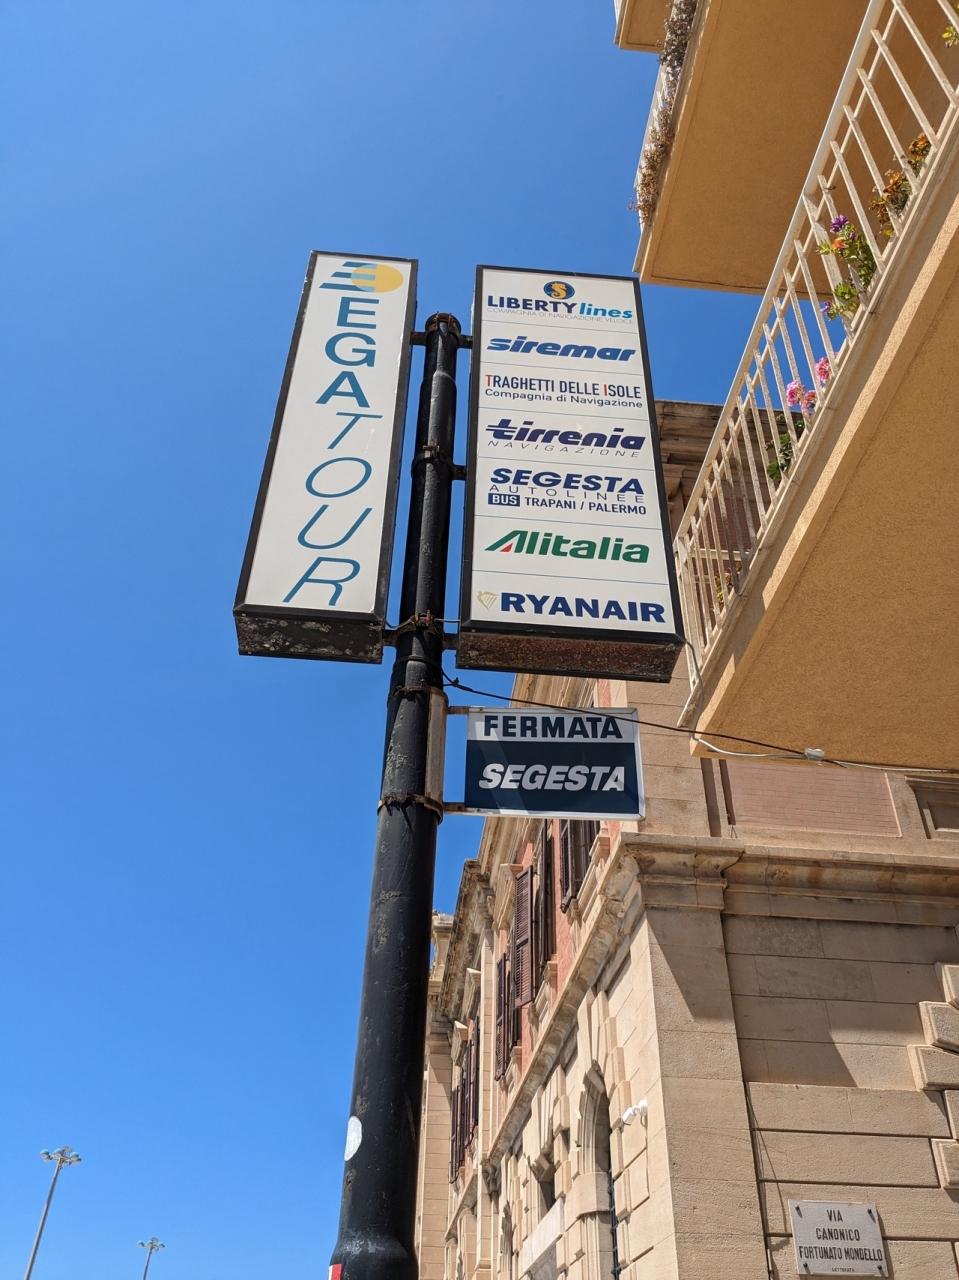 EGATOUR
LIBERTY lines
COMPAGNIA DI NAVIGAZIONE VELOCE
siremar
TRAGHETTI DELLE ISOLE
Compagnia di Navigazione
tirrenia
NAVIGAZIONE
SEGESTA
AUTOLINEE
BUS TRAPANI / PALERMO
Alitalia
RYANAIR
FERMATA
SEGESTA
VIA
CANONICO
FORTUNATO MONDELLO
LETTERATO